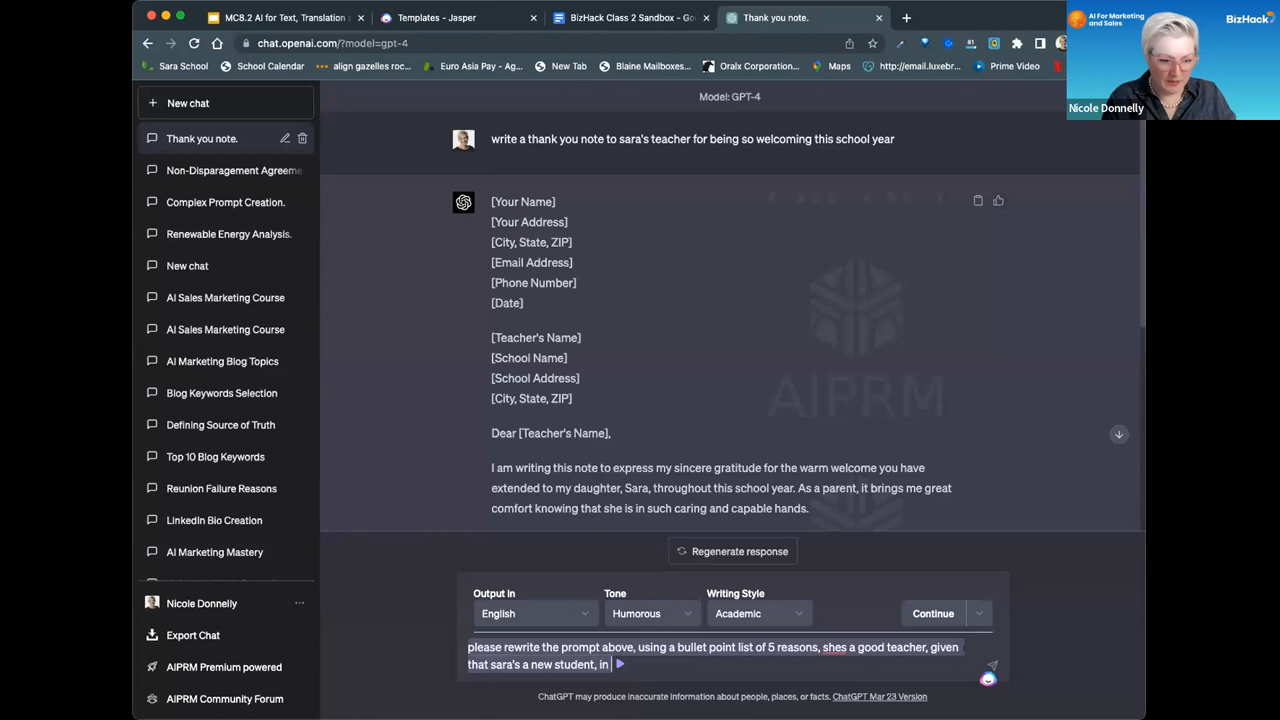 MC8.2 AI for Text, Translation a
Templates - Jasper
BizHack Class 2 Sandbox - Go
Thank you note.
chat.openai.com/?model=gpt-4
81
Sara School
School Calendar
align gazelles roc...
Euro Asia Pay - Ag...
New Tab
Blaine Mailboxes...
Oralx Corporation...
Maps
http://email.luxebr...
Prime Video
AI For Marketing
and Sales
BizHack
Nicole Donnelly
New chat
Model: GPT-4
Thank you note.
Non-Disparagement Agreeme
Complex Prompt Creation.
Renewable Energy Analysis.
New chat
AI Sales Marketing Course
AI Sales Marketing Course
AI Marketing Blog Topics
Blog Keywords Selection
Defining Source of Truth
Top 10 Blog Keywords
Reunion Failure Reasons
LinkedIn Bio Creation
AI Marketing Mastery
Nicole Donnelly
Export Chat
AIPRM Premium powered
AIPRM Community Forum
write a thank you note to sara's teacher for being so welcoming this school year
[Your Name]
[Your Address]
[City, State, ZIP]
[Email Address]
[Phone Number]
[Date]
[Teacher's Name]
[School Name]
[School Address]
[City, State, ZIP]
Dear [Teacher's Name],
I am writing this note to express my sincere gratitude for the warm welcome you have
extended to my daughter, Sara, throughout this school year. As a parent, it brings me great
comfort knowing that she is in such caring and capable hands.
AIPRM
Regenerate response
Output in
Tone
Writing Style
English
Humorous
Academic
Continue
please rewrite the prompt above, using a bullet point list of 5 reasons, shes a good teacher, given
that sara's a new student, in
ChatGPT may produce inaccurate information about people, places, or facts. ChatGPT Mar 23 Version